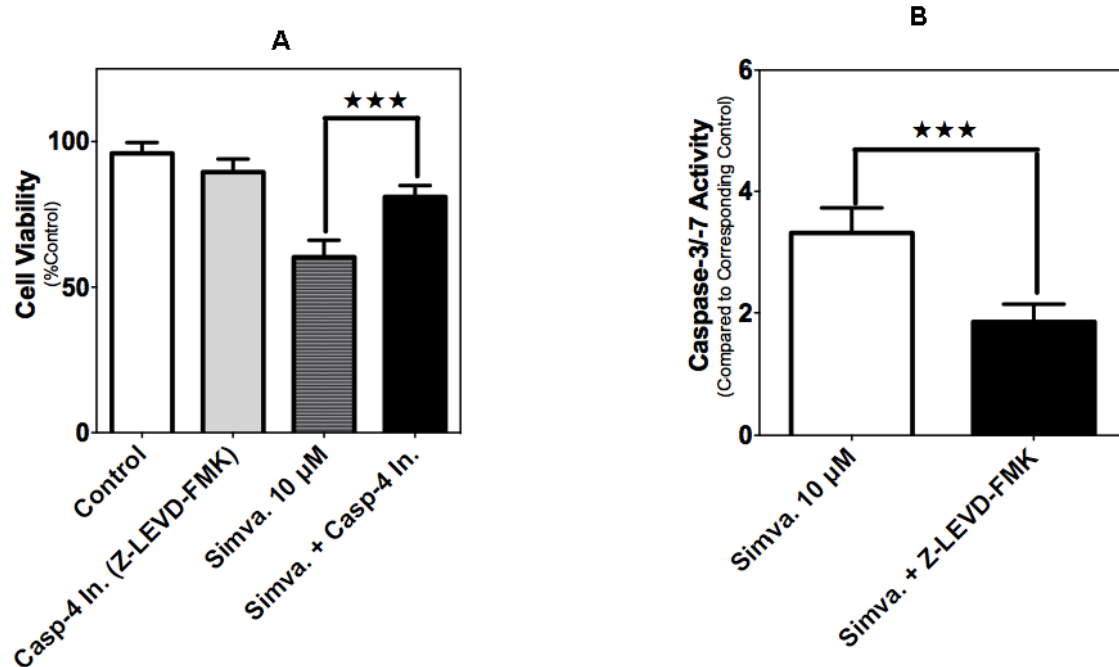 A
Cell Viability
(%Control)
100
50
0
★★★
Control
Casp-4 In. (Z-LEVD-FMK)
Simva. 10 µM
Simva. + Casp-4 In.
B
Caspase-3/-7 Activity
(Compared to Corresponding Control)
6
4
2
0
★★★
Simva. 10 µM
Simva. + Z-LEVD-FMK